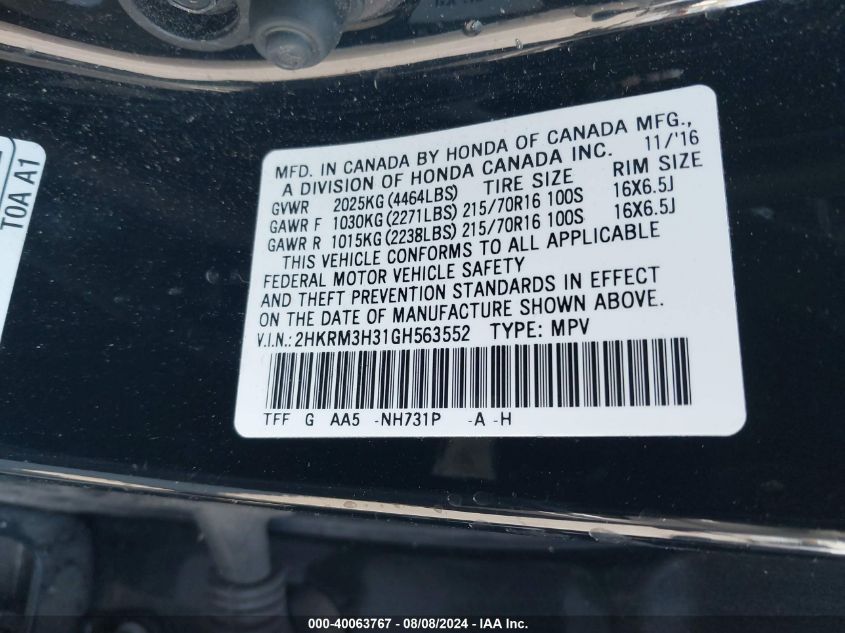 T0A A1
MFD. IN CANADA BY HONDA OF CANADA MFG.,
A DIVISION OF HONDA CANADA INC. 11/'16
GVWR 2025KG (4464LBS) TIRE SIZE RIM SIZE
GAWR F 1030KG (2271LBS) 215/70R16 100S 16X6.5J
GAWR R 1015KG (2238LBS) 215/70R16 100S 16X6.5J
THIS VEHICLE CONFORMS TO ALL APPLICABLE
FEDERAL MOTOR VEHICLE SAFETY
AND THEFT PREVENTION STANDARDS IN EFFECT
ON THE DATE OF MANUFACTURE SHOWN ABOVE.
V.I.N.: 2HKRM3H31GH563552 TYPE: MPV
TFF G AA5 -NH731P -A -H
000-40063767 - 08/08/2024 - IAA Inc.